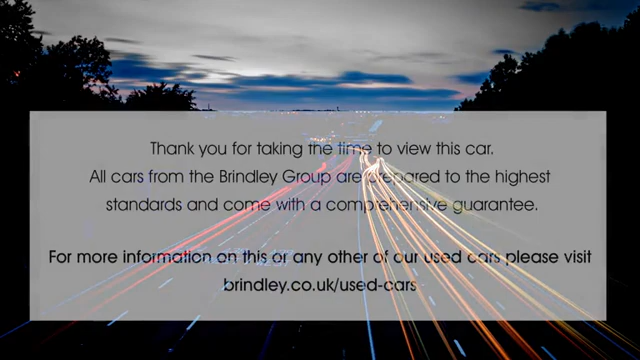 Thank you for taking the time to view this car.
All cars from the Brindley Group are prepared to the highest
standards and come with a comprehensive guarantee.
For more information on this or any other of our used cars please visit
brindley.co.uk/used-cars